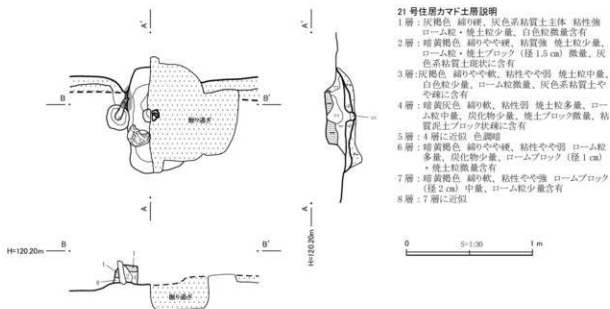 21 号住居カマド土層説明
1 層：灰褐色 締り硬、灰色系粘質土主体 粘性強
ローム粒・焼土粒少量、白色粒微量含有
2 層：暗黄褐色 締りやや硬、粘質強 焼土粒少量、
ローム粒・焼土ブロック（径 1.5 cm）微量、灰
色系粘質土斑状に含有
3 層：灰褐色 締りやや軟、粘性やや弱 焼土粒中量、
白色粒少量、ローム粒微量、灰色系粘質土や
や疎に含有
4 層：暗黄灰色 締り軟、粘性弱 焼土粒多量、ロー
ム粒中量、炭化物少量、焼土ブロック微量、粘
質泥土ブロック状疎に含有
5 層：4 層に近似 色調暗
6 層：暗黄褐色 締りやや硬、粘性やや弱 ローム粒
多量、炭化物少量、ロームブロック（径 1 cm）
・焼土粒微量含有
7 層：暗黄褐色 締り軟、粘性やや強 ロームブロック
（径 2 cm）中量、ローム粒少量含有
8 層：7 層に近似
A'
A'
B
B'
掘り過ぎ
A
A
H=120.20m
H=120.20m
B
B'
掘り過ぎ
0
S=1:30
1 m